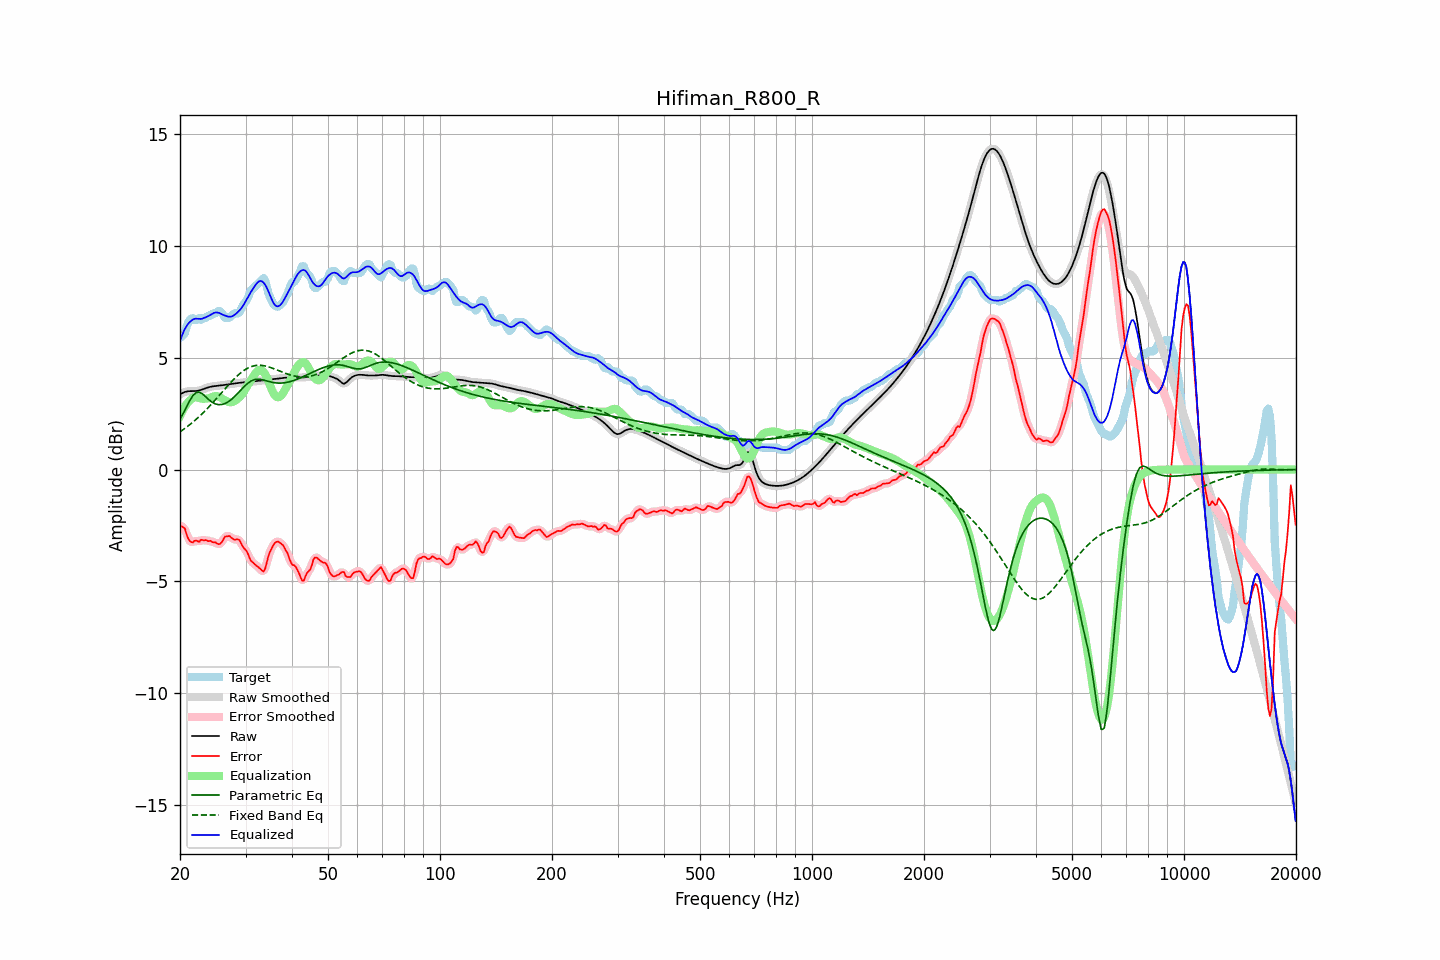 Hifiman_R800_R
Amplitude (dBr)
15
10
5
0
−5
−10
−15
Target
Raw Smoothed
Error Smoothed
Raw
Error
Equalization
Parametric Eq
Fixed Band Eq
Equalized
20 50 100 200 500 1000 2000 5000 10000 20000
Frequency (Hz)